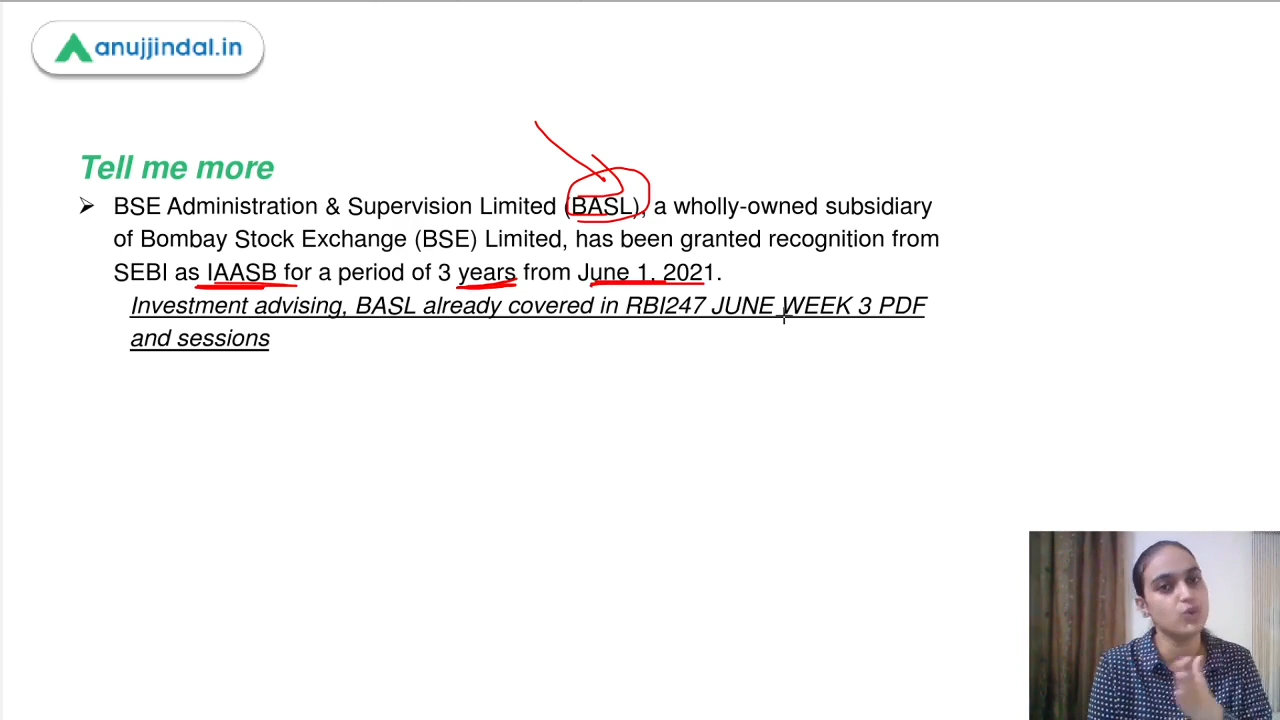 anujjindal.in
Tell me more
BSE Administration & Supervision Limited (BASL), a wholly-owned subsidiary
of Bombay Stock Exchange (BSE) Limited, has been granted recognition from
SEBI as IAASB for a period of 3 years from June 1, 2021.
Investment advising, BASL already covered in RBI247 JUNE WEEK 3 PDF
and sessions